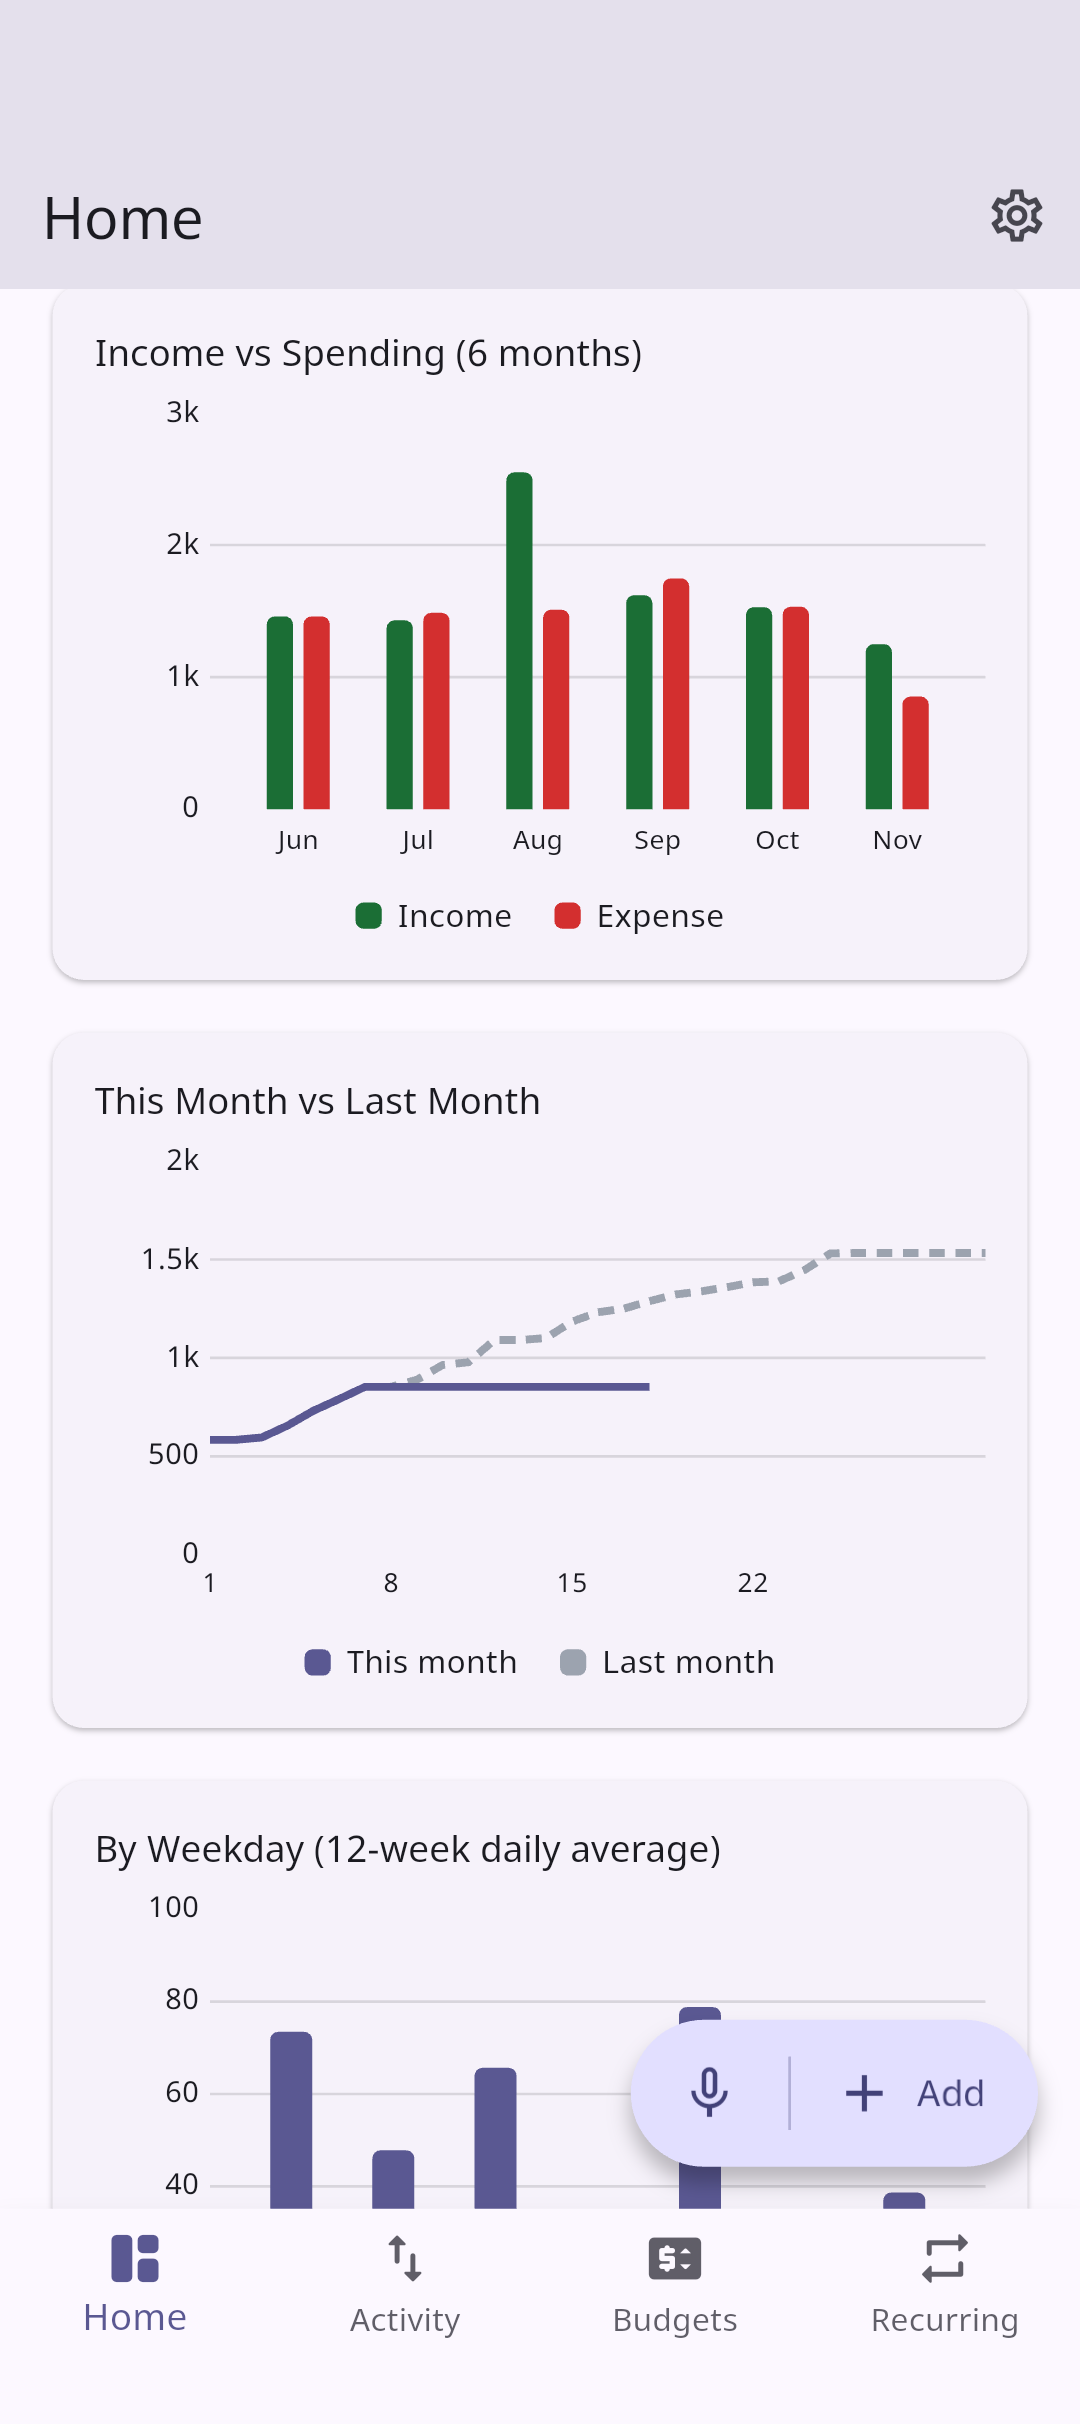 Home
Income vs Spending (6 months)
3k
2k
1k
0
Jun Jul Aug Sep Oct Nov
Income Expense
This Month vs Last Month
2k
1.5k
1k
500
0
1 8 15 22
This month Last month
By Weekday (12-week daily average)
100
80
60
40
Add
Home Activity Budgets Recurring